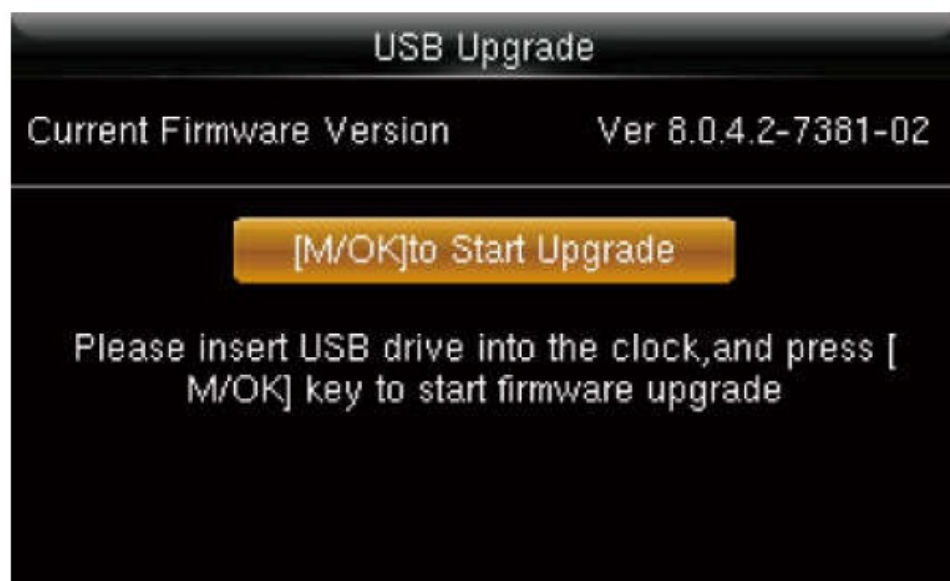 USB Upgrade
Current Firmware Version Ver 8.0.4.2-7381-02
[M/OK]to Start Upgrade
Please insert USB drive into the clock,and press [
M/OK] key to start firmware upgrade